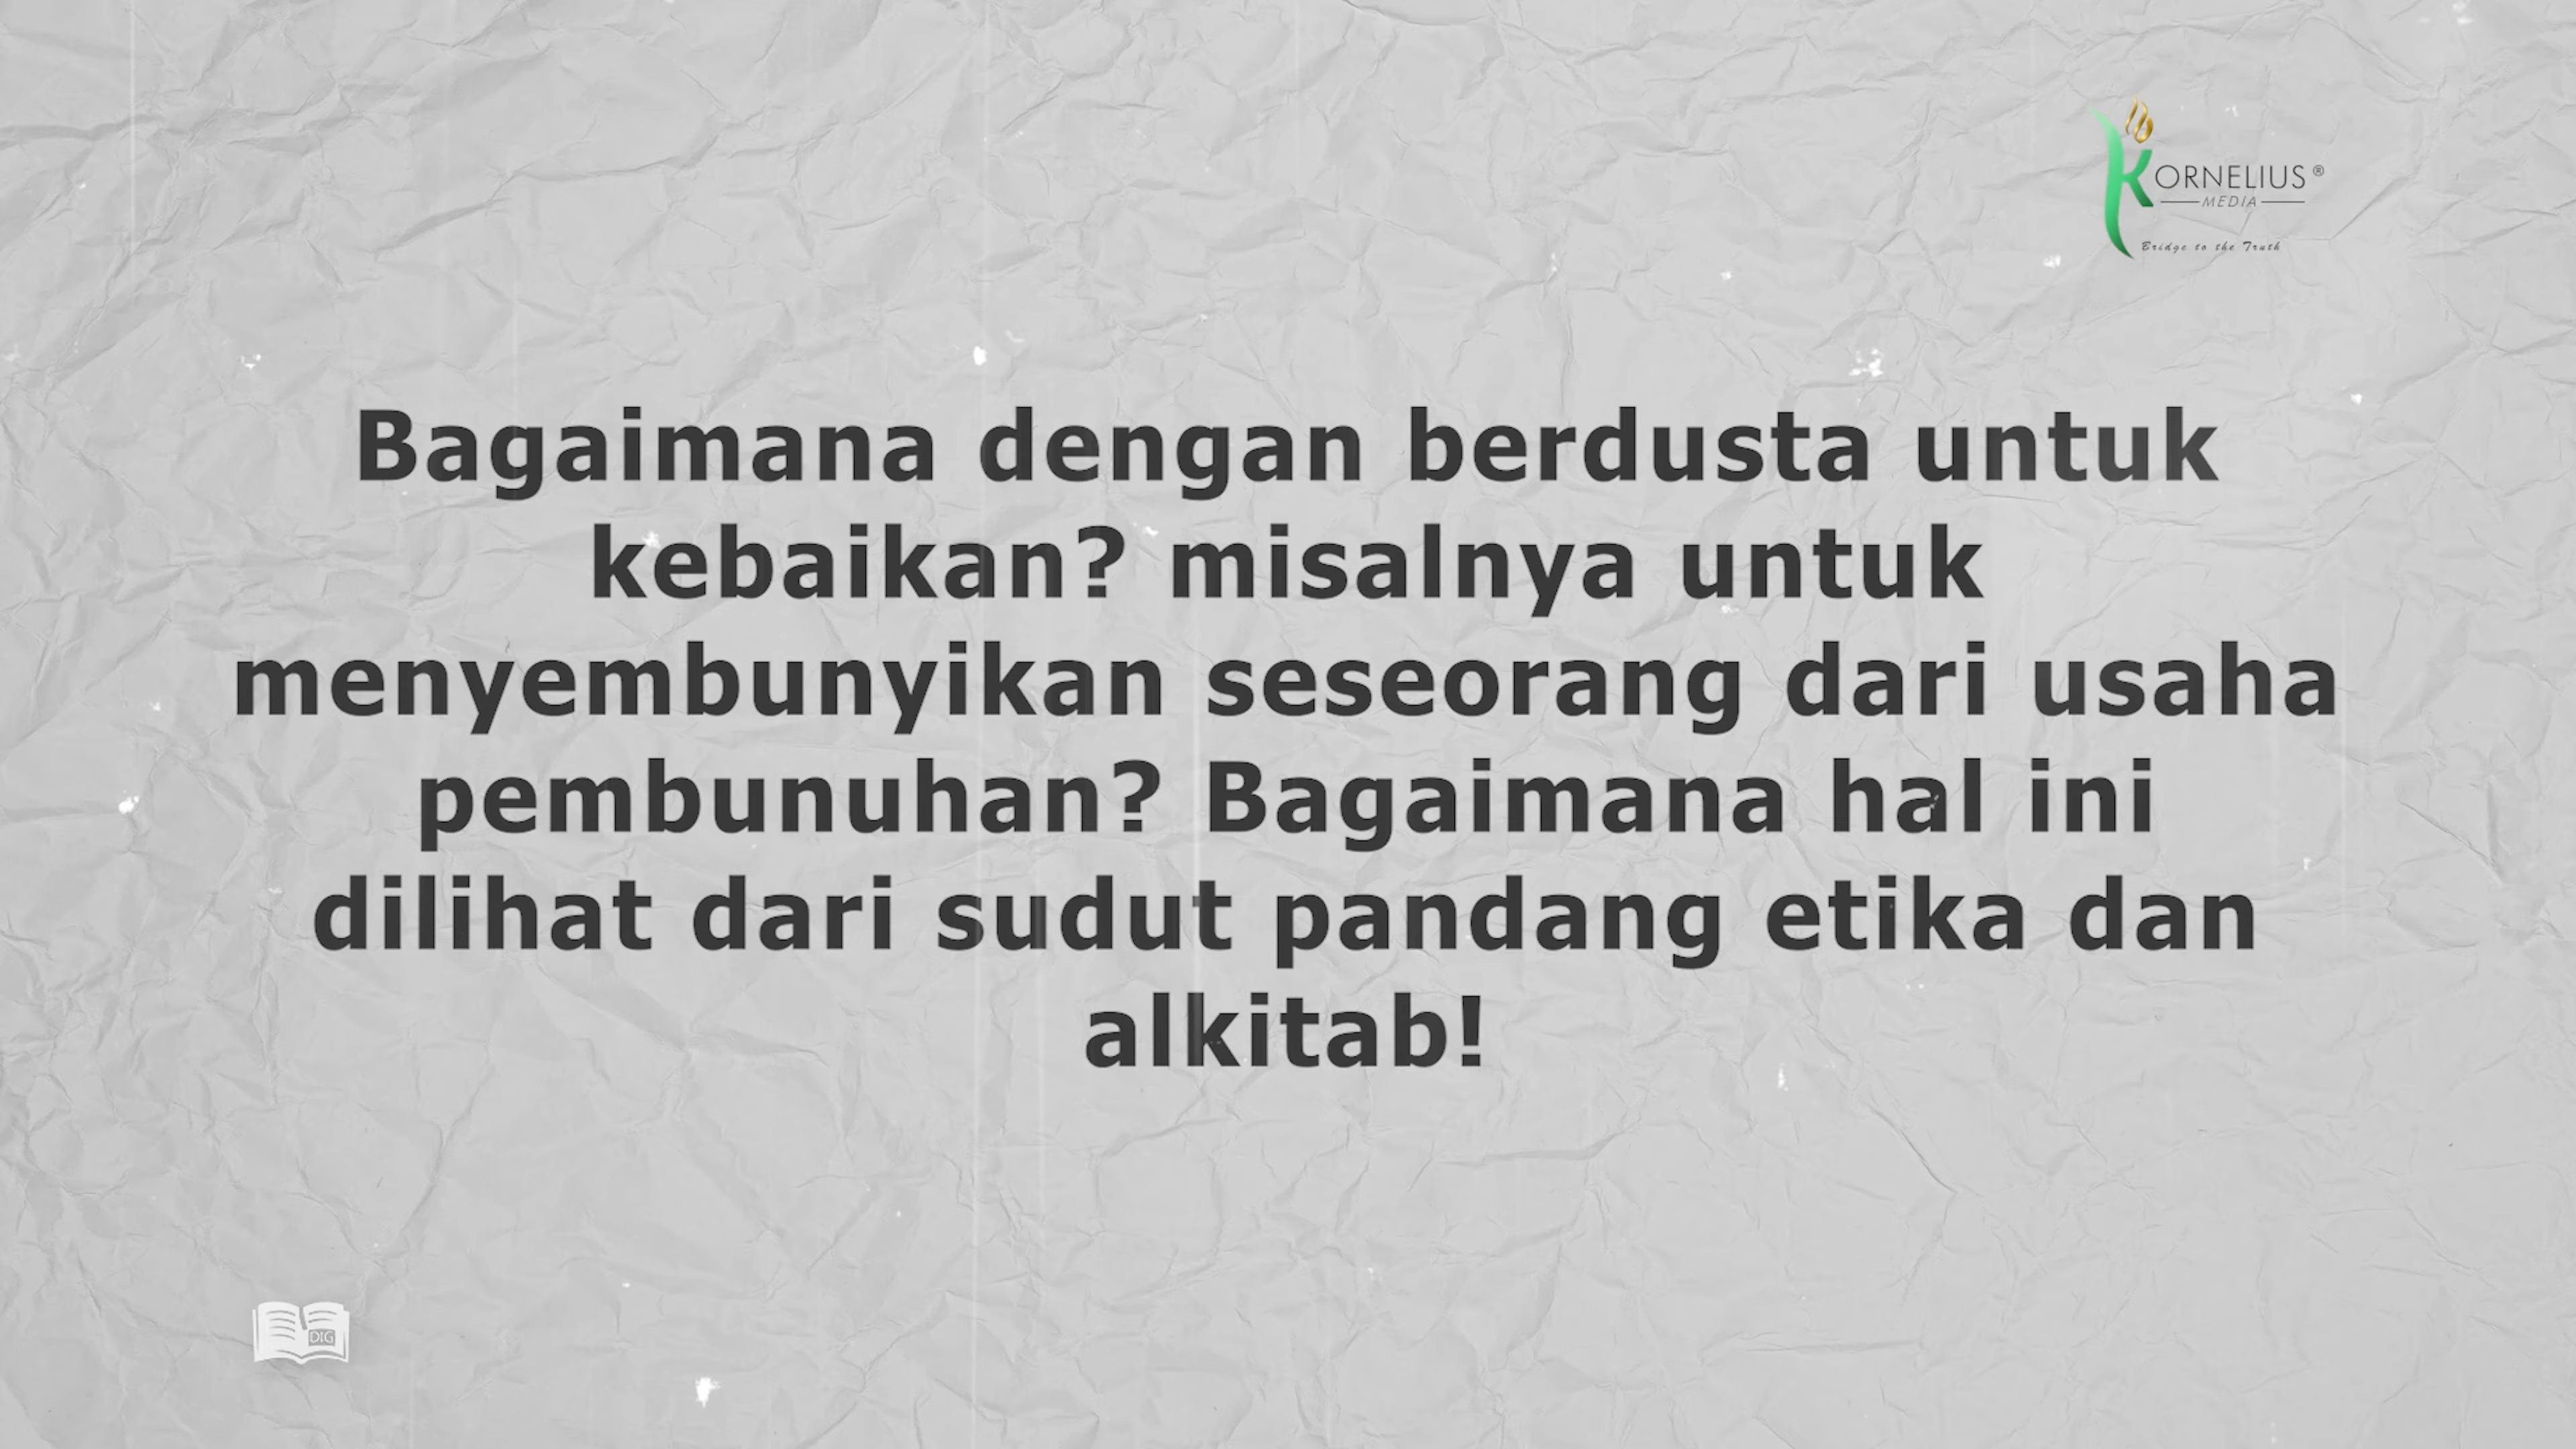 KORNELIUS ®
MEDIA
Bridge to the Truth
Bagaimana dengan berdusta untuk
kebaikan? misalnya untuk
menyembunyikan seseorang dari usaha
pembunuhan? Bagaimana hal ini
dilihat dari sudut pandang etika dan
alkitab!
DIG